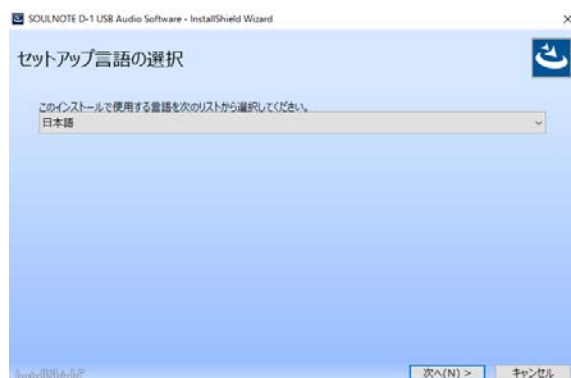 SOULNOTE D-1 USB Audio Software - InstallShield Wizard
セットアップ言語の選択
このインストールで使用する言語を次のリストから選択してください。
日本語
InstallShield
次へ(N) >
キャンセル